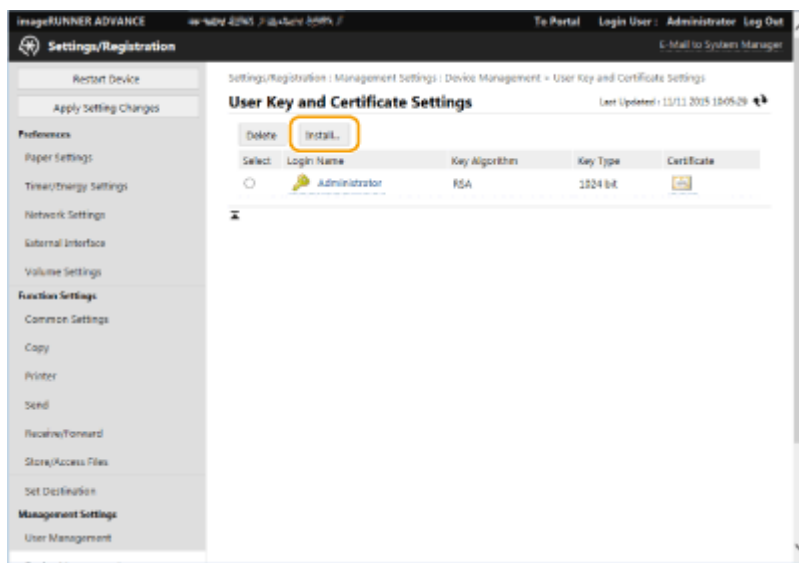 imageRUNNER ADVANCE
To Portal Login User : Administrator Log Out
Settings/Registration
E-Mail to System Manager
Restart Device
Apply Setting Changes
Preferences
Paper Settings
Timer/Energy Settings
Network Settings
External Interface
Volume Settings
Function Settings
Common Settings
Copy
Printer
Send
Receive/Forward
Store/Access Files
Set Destination
Management Settings
User Management
Settings/Registration : Management Settings : Device Management > User Key and Certificate Settings
User Key and Certificate Settings
Last Updated : 11/11 2015 10:05:29
Delete Install...
Select Login Name Key Algorithm Key Type Certificate
Administrator RSA 1024 bit